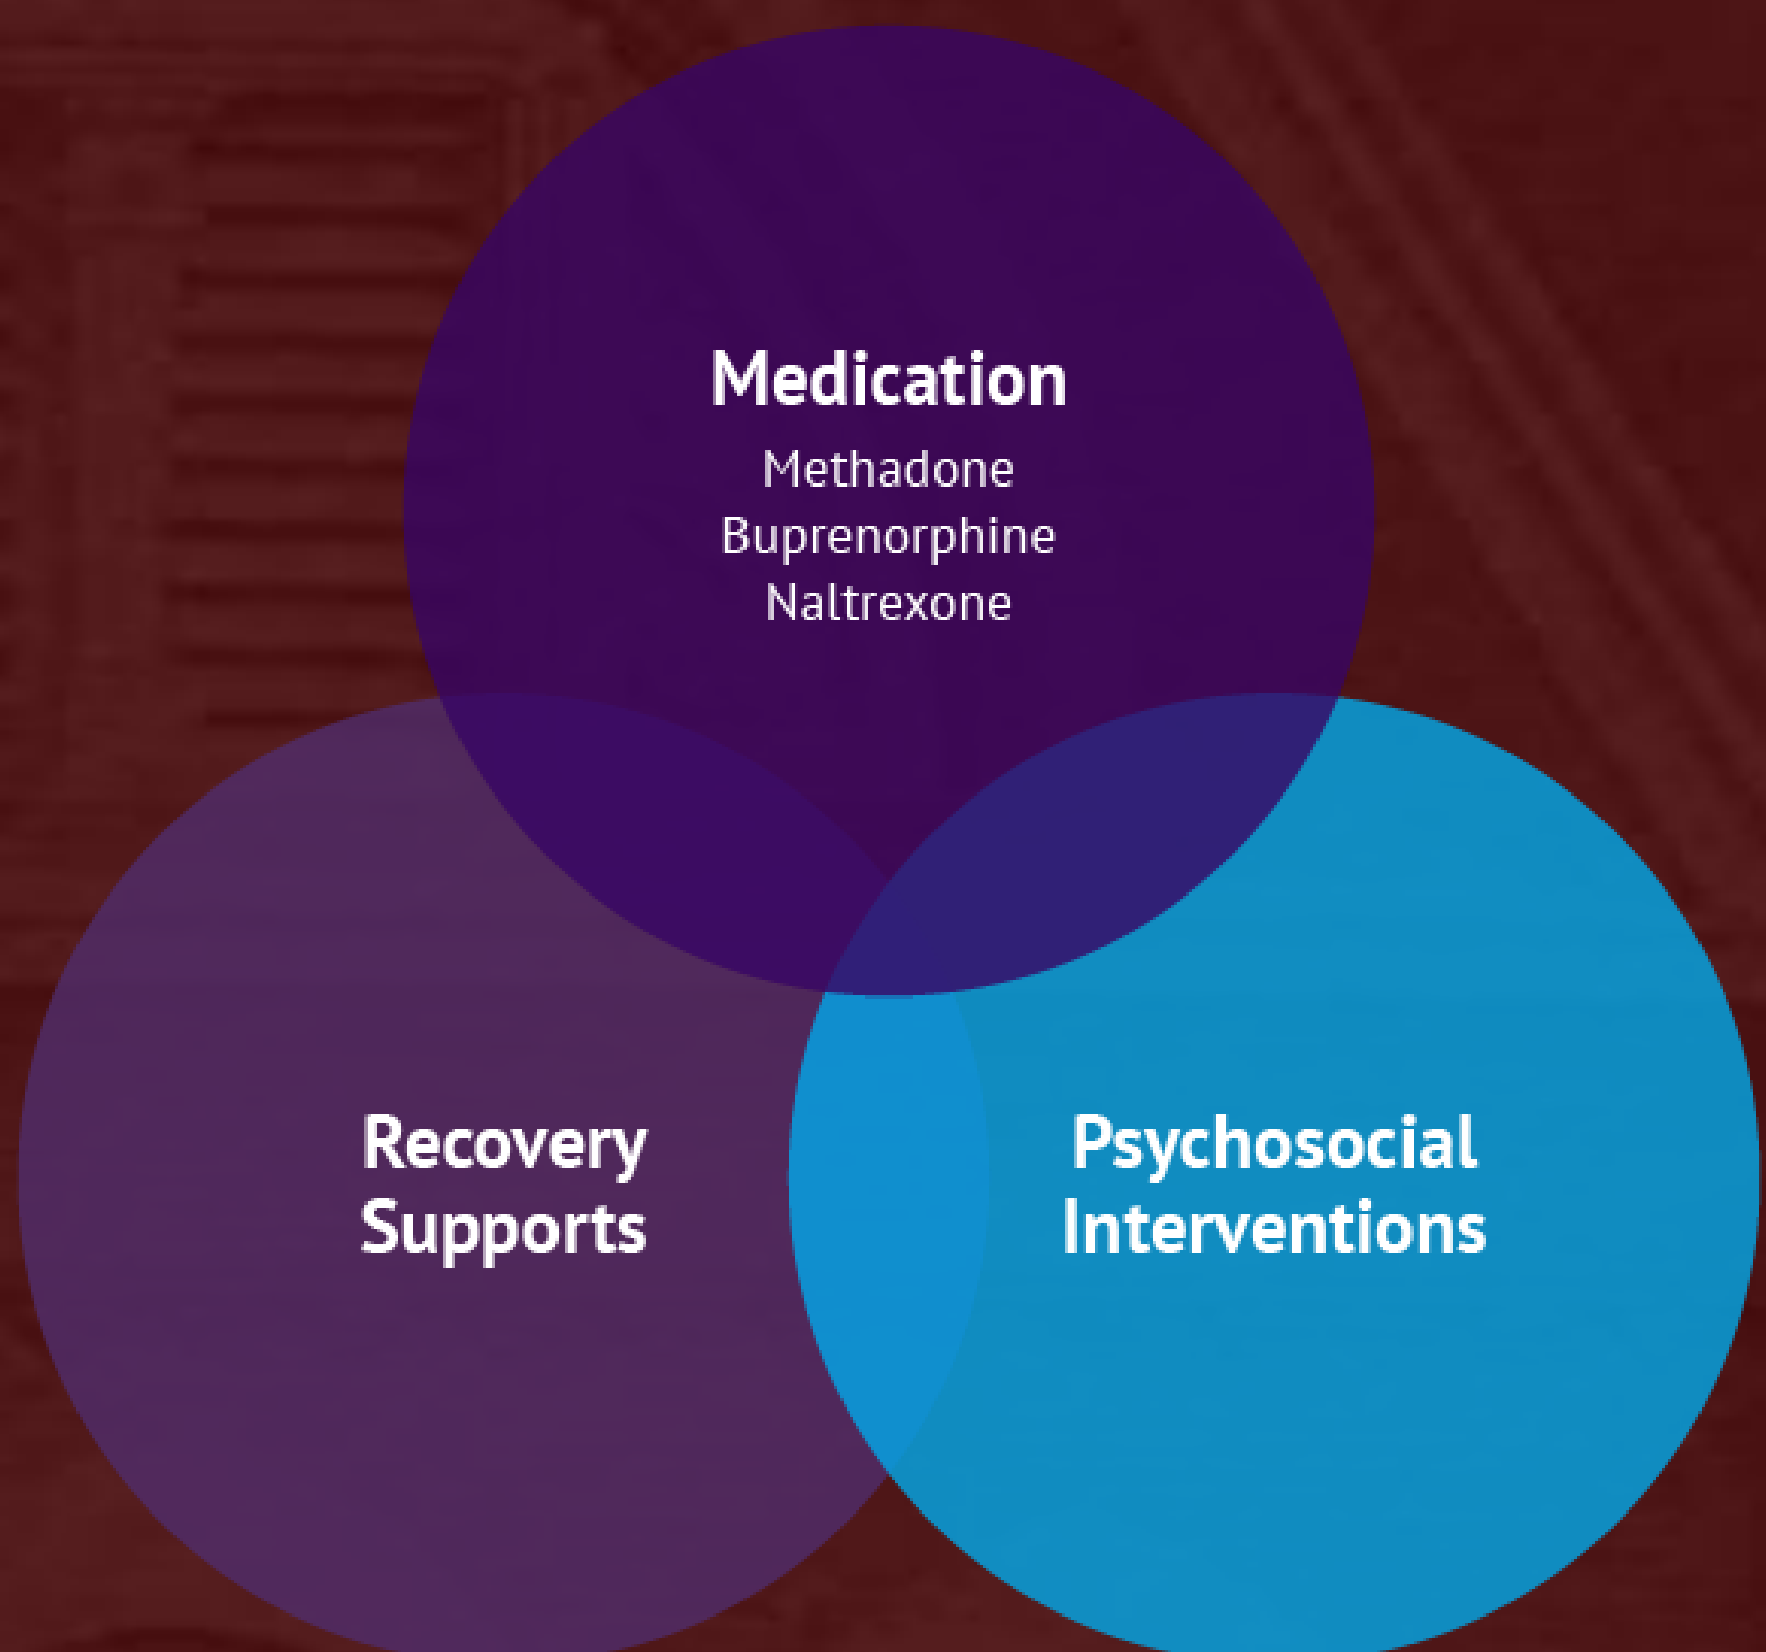 Medication
Methadone
Buprenorphine
Naltrexone
Recovery
Supports
Psychosocial
Interventions